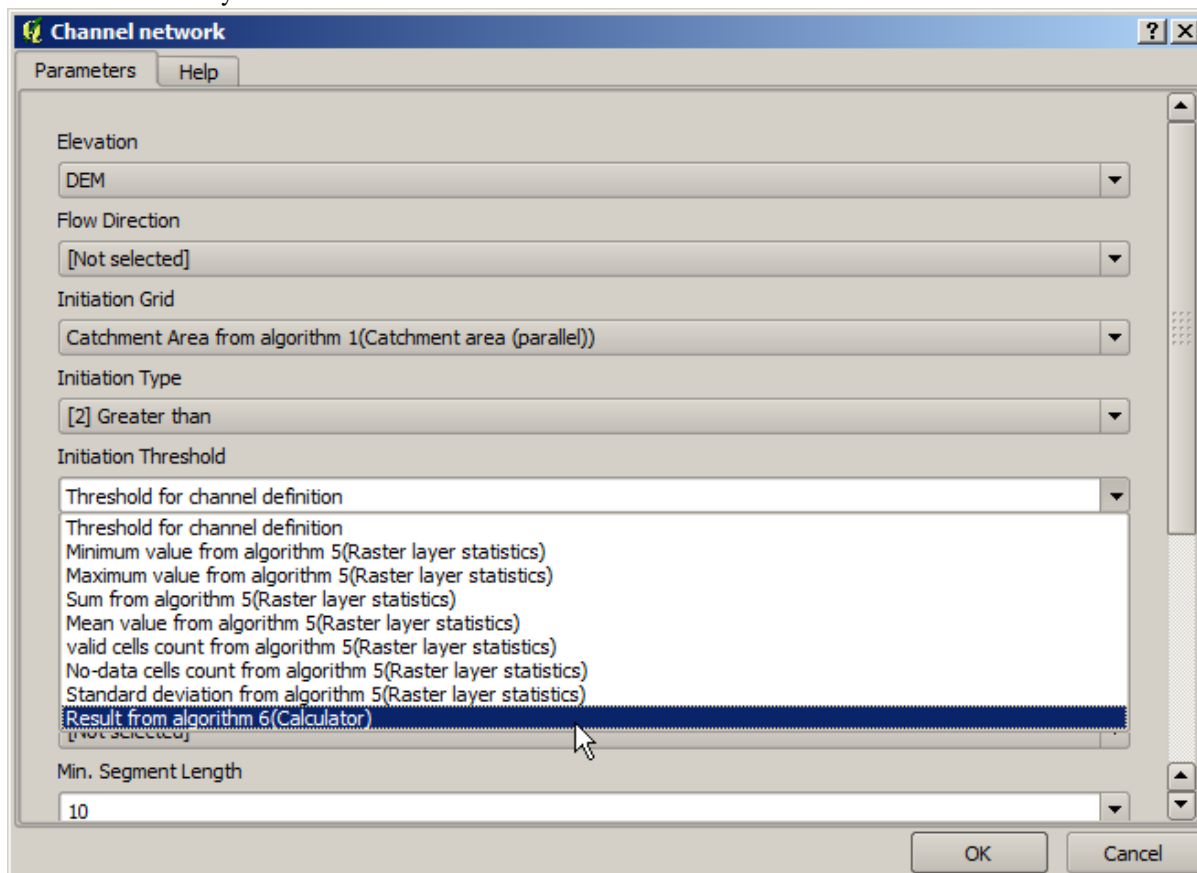 Channel network
Parameters Help
Elevation
DEM
Flow Direction
[Not selected]
Initiation Grid
Catchment Area from algorithm 1(Catchment area (parallel))
Initiation Type
[2] Greater than
Initiation Threshold
Threshold for channel definition
Threshold for channel definition
Minimum value from algorithm 5(Raster layer statistics)
Maximum value from algorithm 5(Raster layer statistics)
Sum from algorithm 5(Raster layer statistics)
Mean value from algorithm 5(Raster layer statistics)
valid cells count from algorithm 5(Raster layer statistics)
No-data cells count from algorithm 5(Raster layer statistics)
Standard deviation from algorithm 5(Raster layer statistics)
Result from algorithm 6(Calculator)
[Not selected]
Min. Segment Length
10
OK Cancel